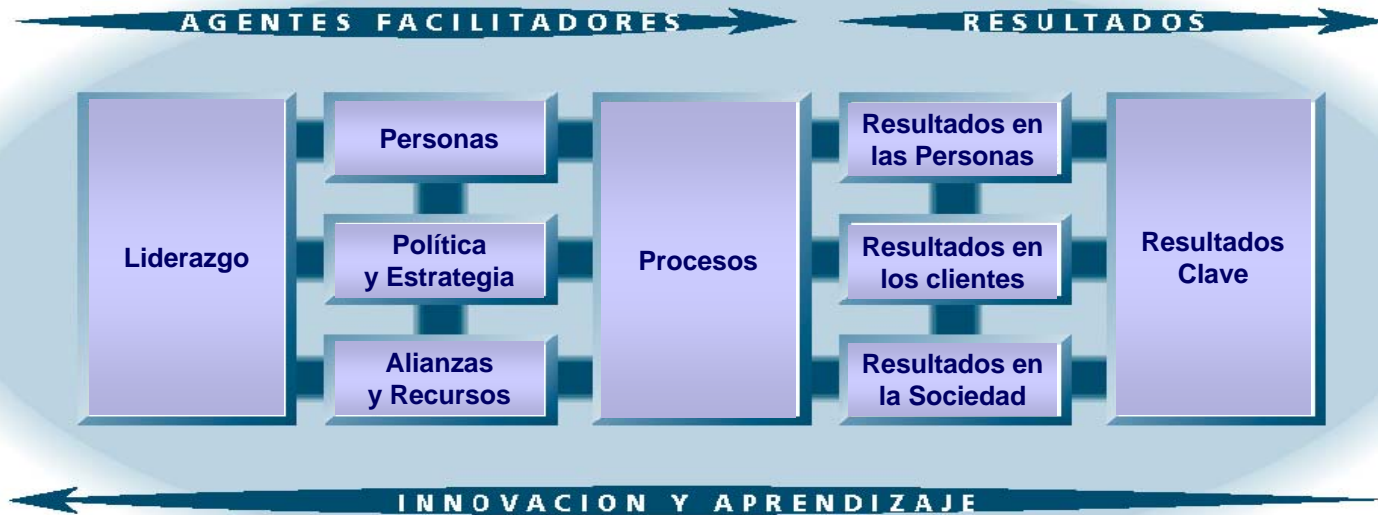 AGENTES FACILITADORES
RESULTADOS
Liderazgo
Personas
Política
y Estrategia
Alianzas
y Recursos
Procesos
Resultados en
las Personas
Resultados en
los clientes
Resultados en
la Sociedad
Resultados
Clave
INNOVACION Y APRENDIZAJE